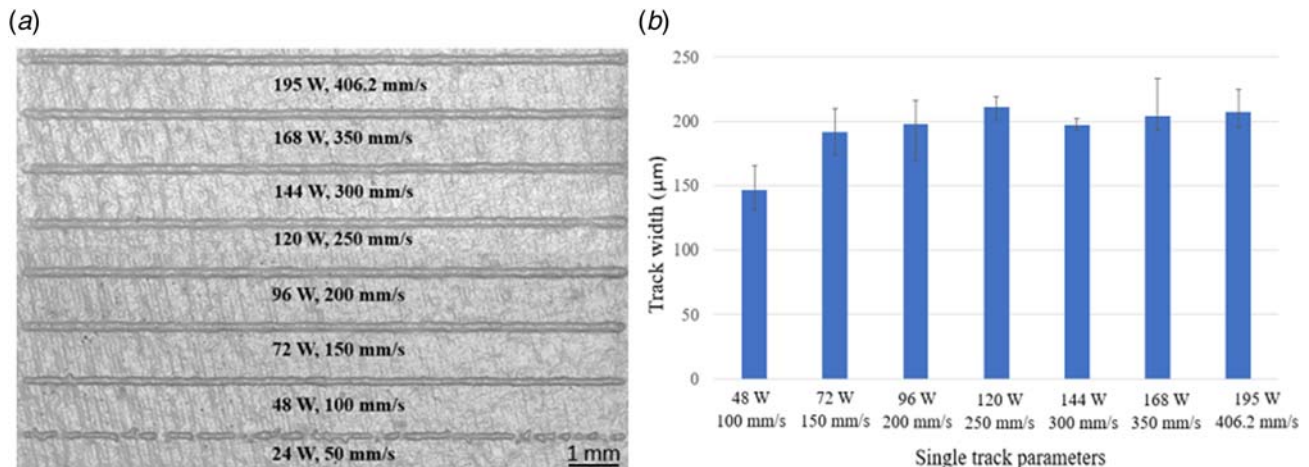 (a)
195 W, 406.2 mm/s
168 W, 350 mm/s
144 W, 300 mm/s
120 W, 250 mm/s
96 W, 200 mm/s
72 W, 150 mm/s
48 W, 100 mm/s
24 W, 50 mm/s
1 mm
(b)
Track width (µm)
250
200
150
100
50
0
48 W 72 W 96 W 120 W 144 W 168 W 195 W
100 mm/s 150 mm/s 200 mm/s 250 mm/s 300 mm/s 350 mm/s 406.2 mm/s
Single track parameters